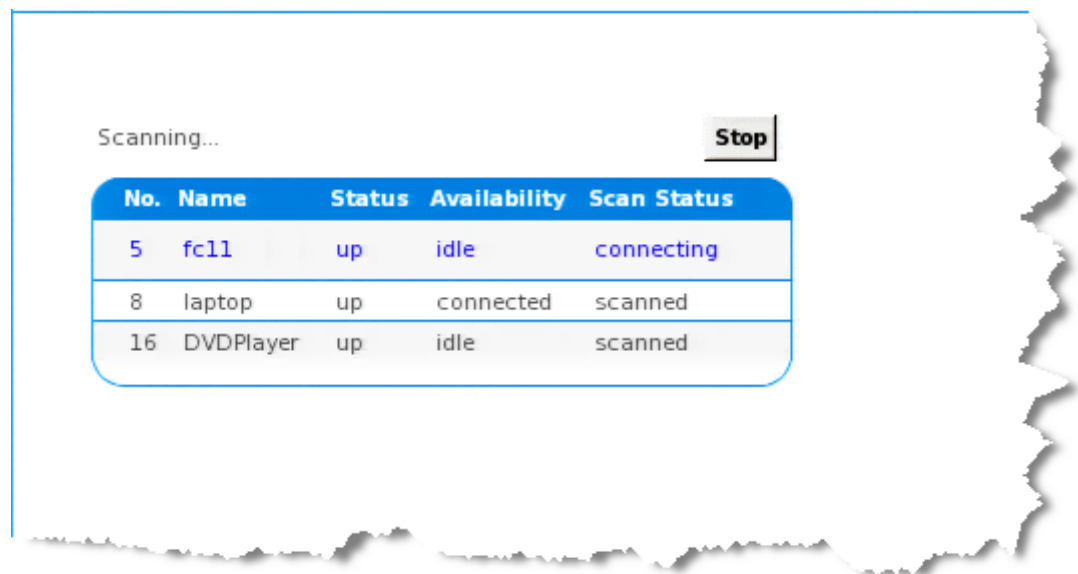 Scanning...
Stop
No. Name Status Availability Scan Status
5 fc11 up idle connecting
8 laptop up connected scanned
16 DVDPlayer up idle scanned